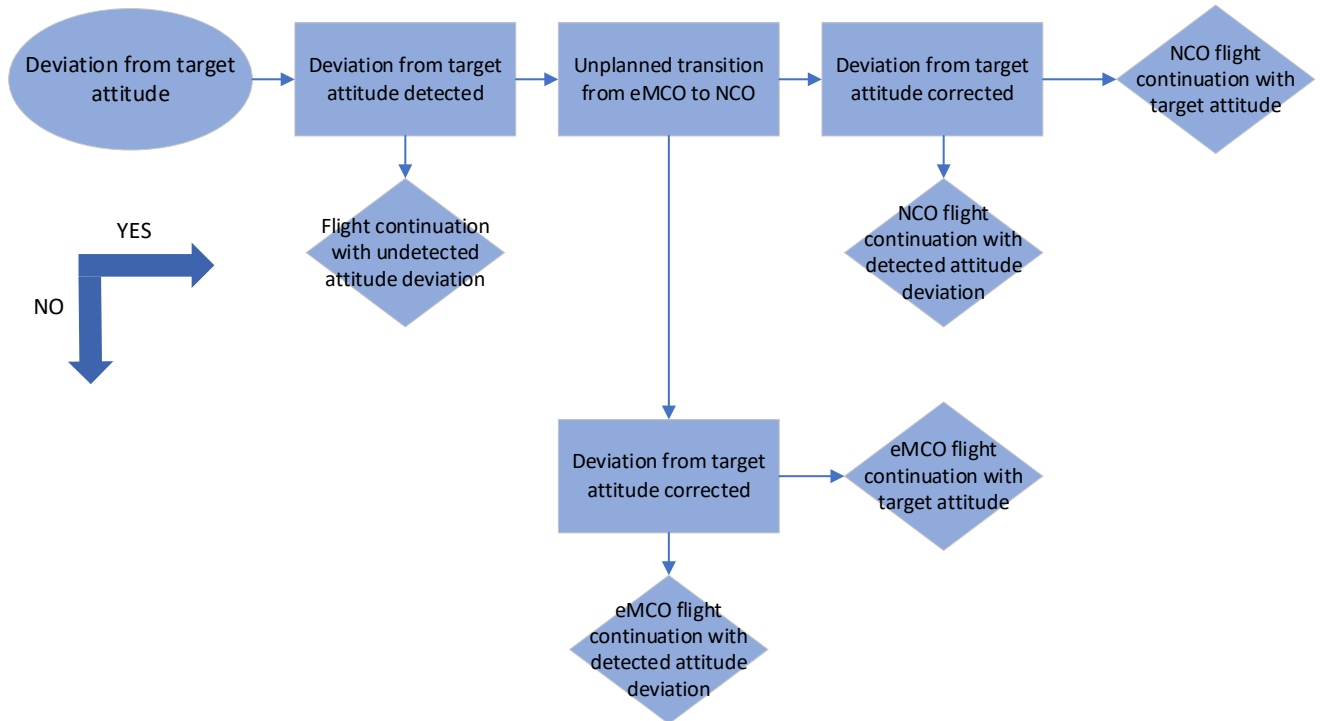 Deviation from target
attitude
Deviation from target
attitude detected
Unplanned transition
from eMCO to NCO
Deviation from target
attitude corrected
NCO flight
continuation with
target attitude
Flight continuation
with undetected
attitude deviation
NCO flight
continuation with
detected attitude
deviation
YES
NO
Deviation from target
attitude corrected
eMCO flight
continuation with
target attitude
eMCO flight
continuation with
detected attitude
deviation